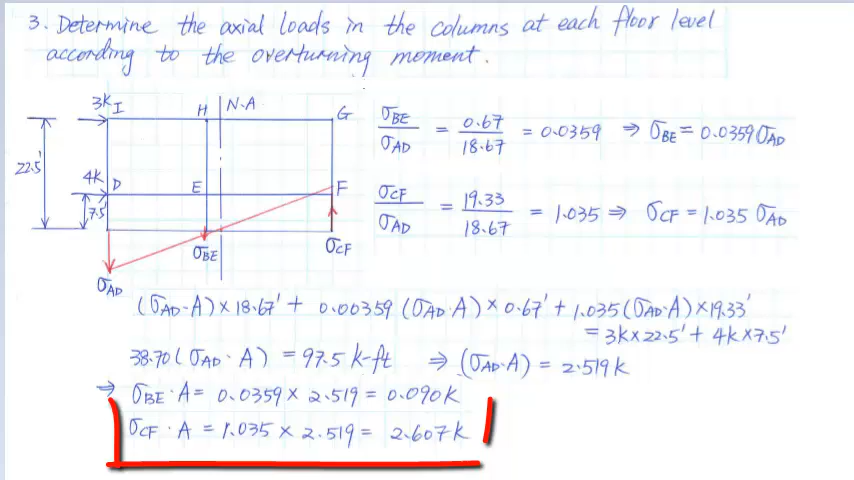 3. Determine the axial loads in the columns at each floor level
according to the overturning moment.
3K I H N.A G
22.5'
4K D E F
7.5'
σAD σBE σCF
σBE/σAD = 0.67/18.67 = 0.0359 ⇒ σBE = 0.0359 σAD
σCF/σAD = 19.33/18.67 = 1.035 ⇒ σCF = 1.035 σAD
(σAD·A) × 18.67' + 0.00359 (σAD·A) × 0.67' + 1.035 (σAD·A) × 19.33'
= 3K × 22.5' + 4K × 7.5'
38.70 (σAD · A) = 97.5 k-ft ⇒ (σAD·A) = 2.519 K
⇒ σBE · A = 0.0359 × 2.519 = 0.090 K
σCF · A = 1.035 × 2.519 = 2.607 K